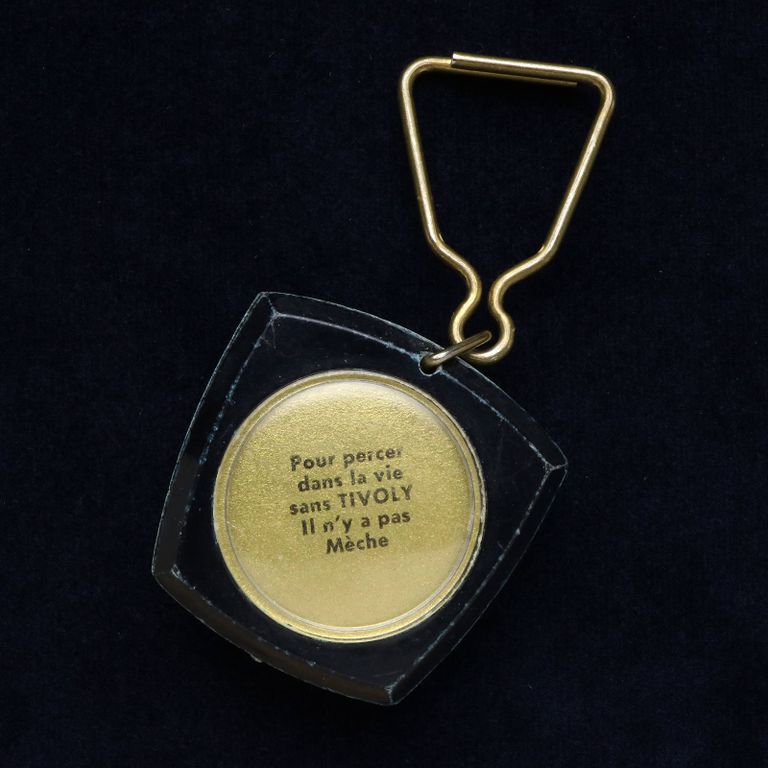 Pour percer
dans la vie
sans TIVOLY
Il n'y a pas
Mèche